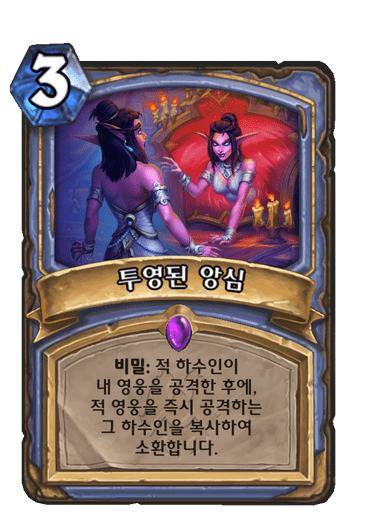 3
투영된 앙심
비밀: 적 하수인이
내 영웅을 공격한 후에,
적 영웅을 즉시 공격하는
그 하수인을 복사하여
소환합니다.